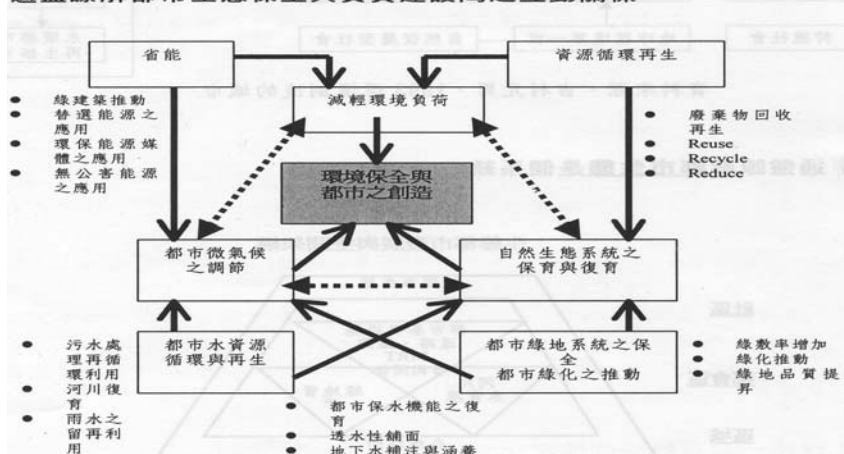 省能
資源循環再生
減輕環境負荷
● 綠建築推動
● 替選能源之
應用
● 環保能源媒
體之應用
● 無公害能源
之應用
● 廢棄物回收
再生
● Reuse
● Recycle
● Reduce
環境保全與
都市之創造
都市微氣候
之調節
自然生態系統之
保育與復育
● 污水處
理再循
環利用
● 河川復
育
● 雨水之
留再利
用
都市水資源
循環與再生
都市綠地系統之保
全
都市綠化之推動
● 綠敷率增加
● 綠化推動
● 綠地品質提
昇
● 都市保水機能之復
育
● 透水性舖面
● 地下水補注與涵養